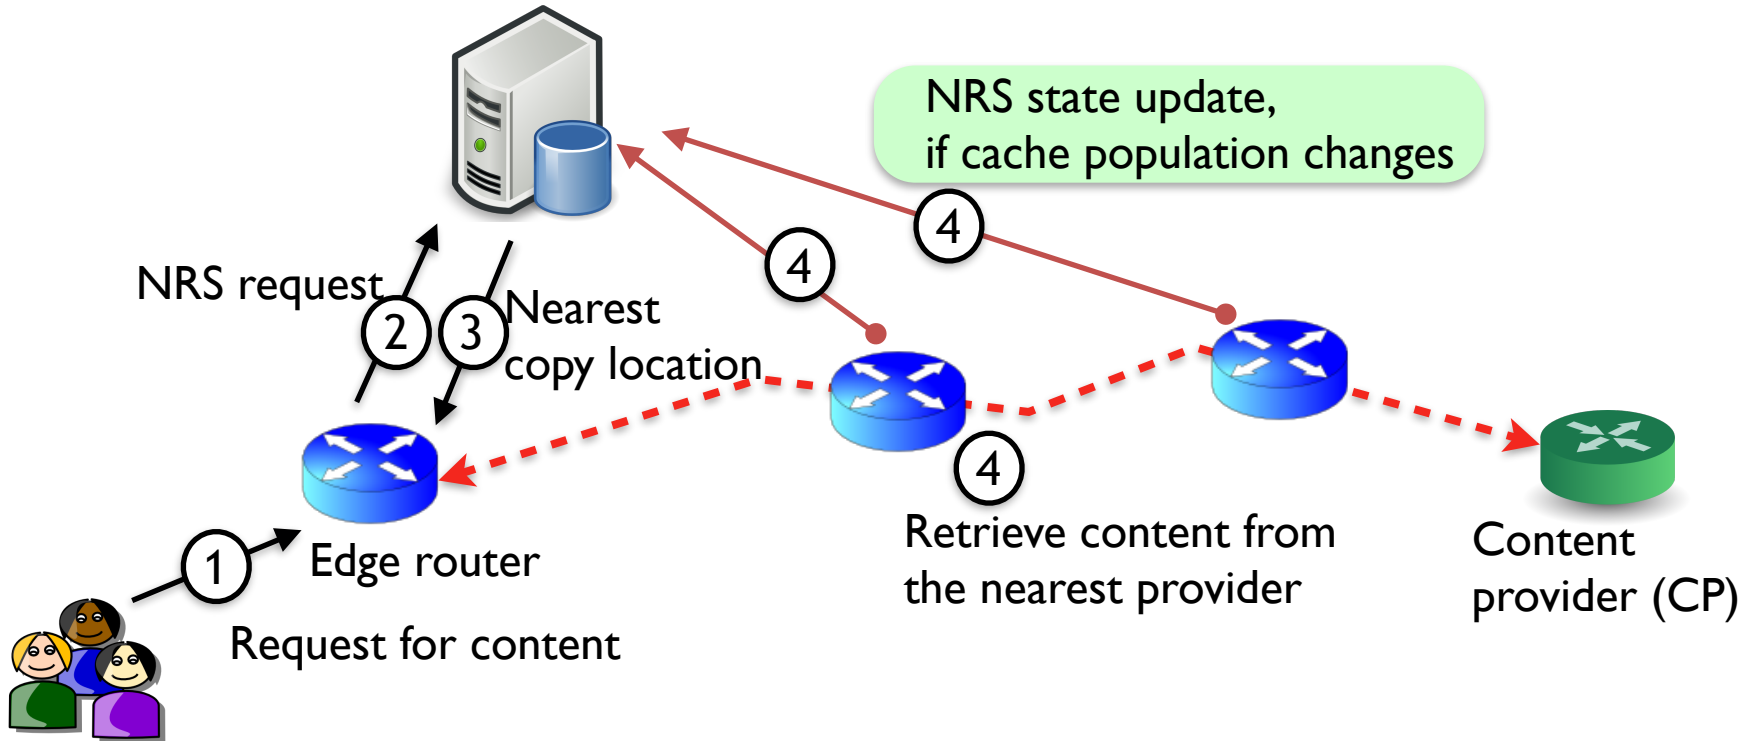 NRS state update,
if cache population changes
4
4
NRS request
2
3
Nearest
copy location
4
Retrieve content from
the nearest provider
Content
provider (CP)
1
Edge router
Request for content